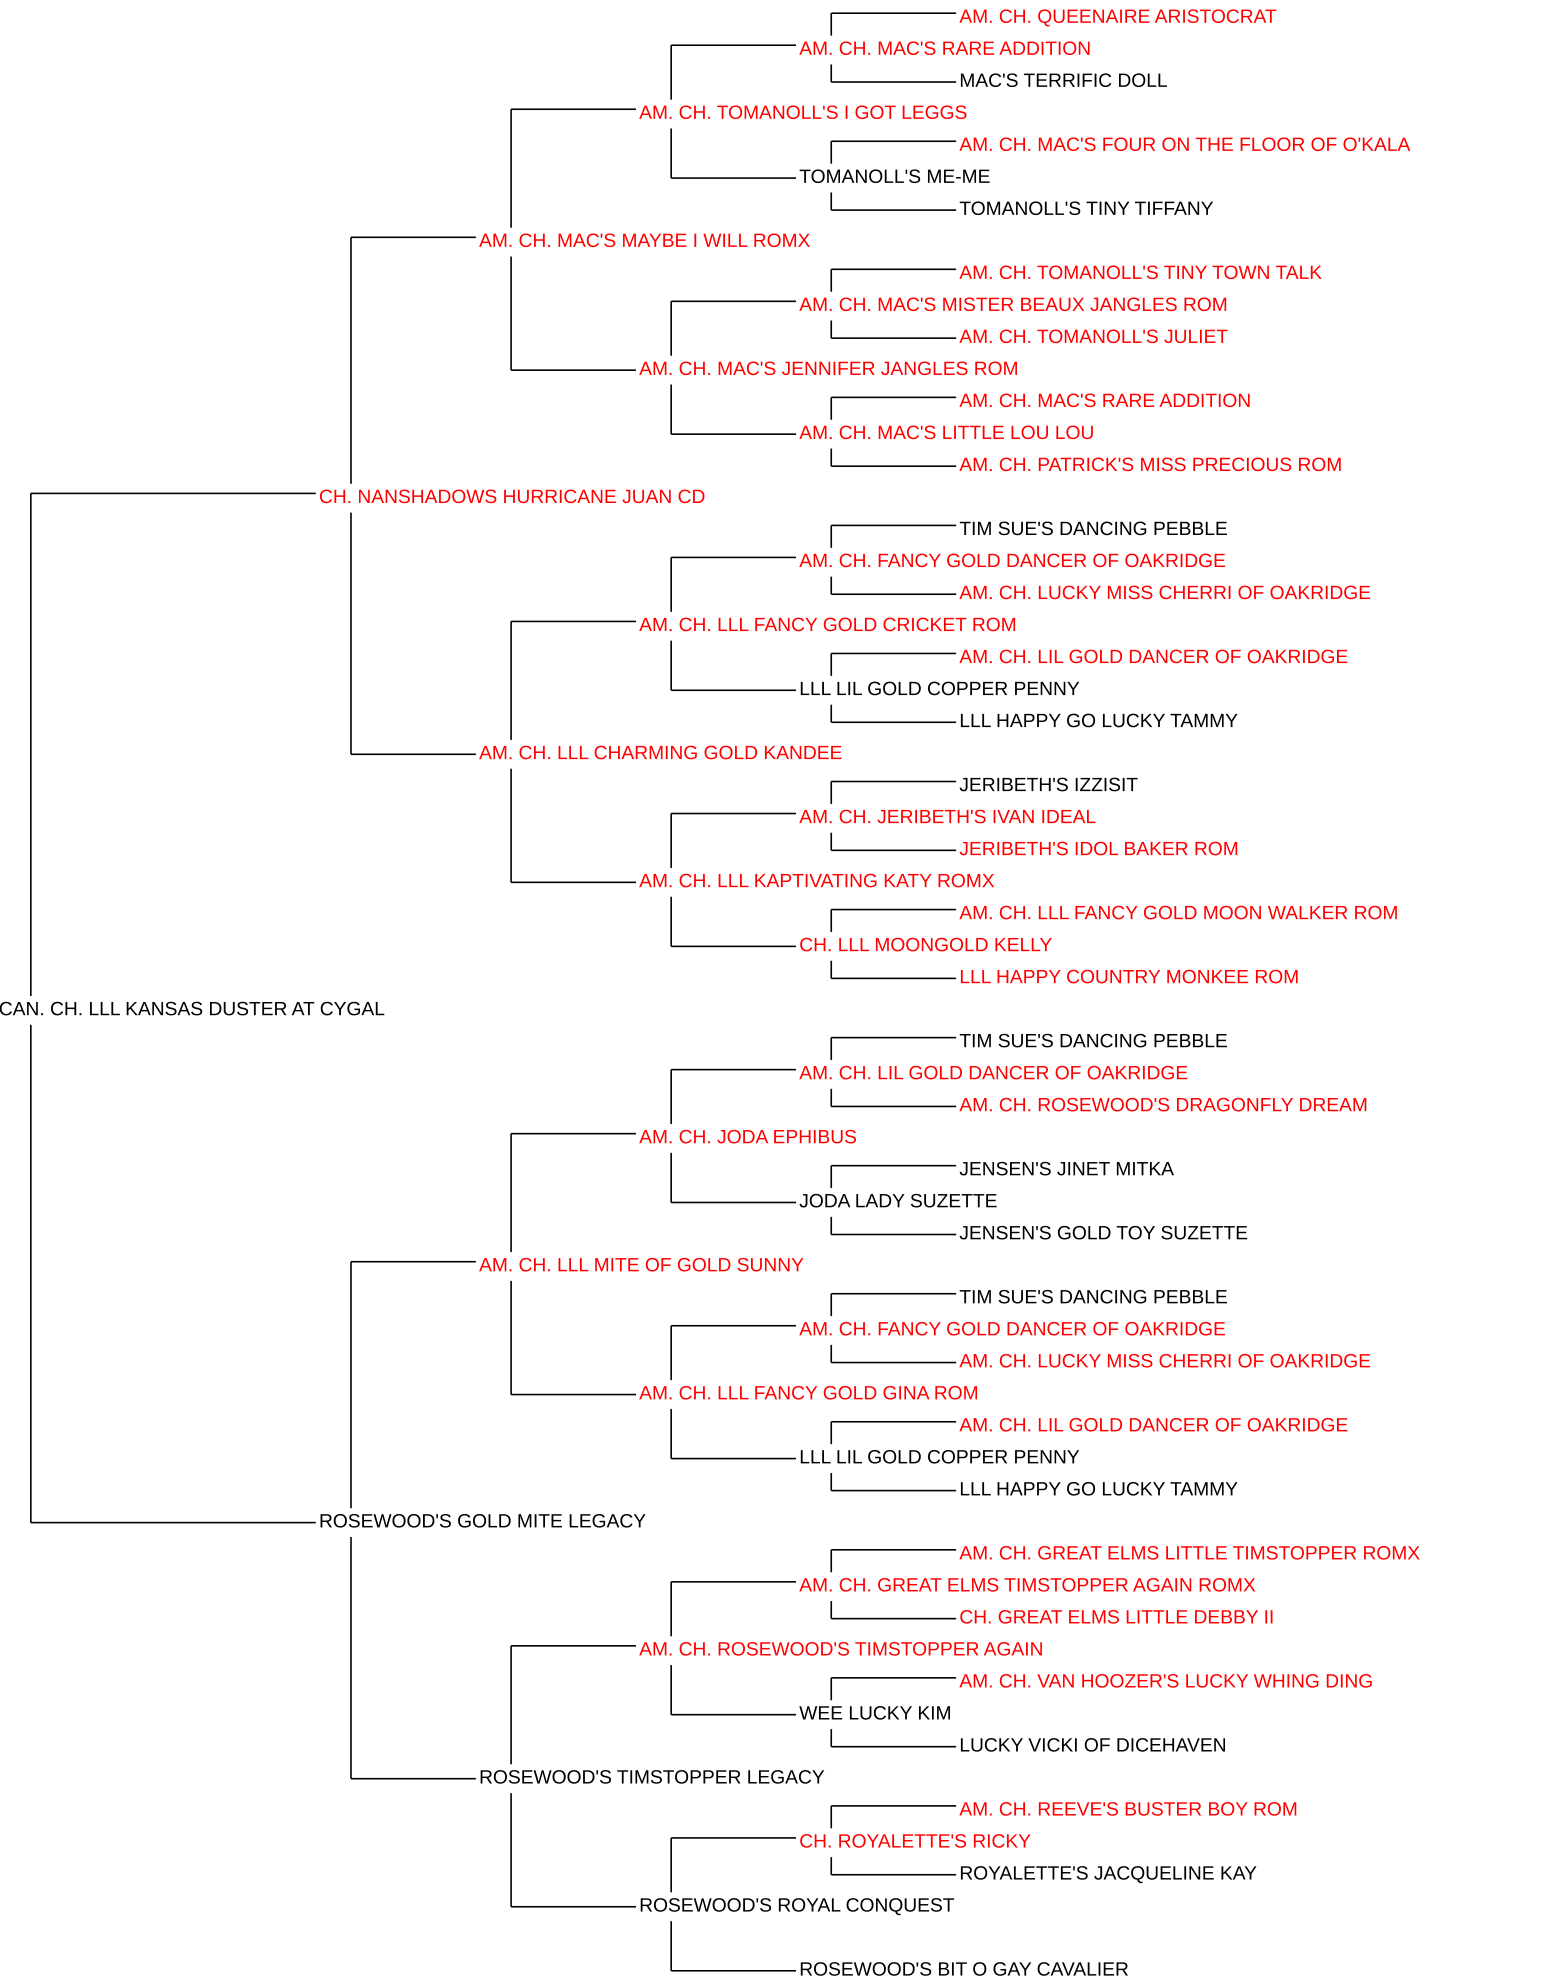 AM. CH. QUEENAIRE ARISTOCRAT
AM. CH. MAC'S RARE ADDITION
MAC'S TERRIFIC DOLL
AM. CH. TOMANOLL'S I GOT LEGGS
AM. CH. MAC'S FOUR ON THE FLOOR OF O'KALA
TOMANOLL'S ME-ME
TOMANOLL'S TINY TIFFANY
AM. CH. MAC'S MAYBE I WILL ROMX
AM. CH. TOMANOLL'S TINY TOWN TALK
AM. CH. MAC'S MISTER BEAUX JANGLES ROM
AM. CH. TOMANOLL'S JULIET
AM. CH. MAC'S JENNIFER JANGLES ROM
AM. CH. MAC'S RARE ADDITION
AM. CH. MAC'S LITTLE LOU LOU
AM. CH. PATRICK'S MISS PRECIOUS ROM
CH. NANSHADOWS HURRICANE JUAN CD
TIM SUE'S DANCING PEBBLE
AM. CH. FANCY GOLD DANCER OF OAKRIDGE
AM. CH. LUCKY MISS CHERRI OF OAKRIDGE
AM. CH. LLL FANCY GOLD CRICKET ROM
AM. CH. LIL GOLD DANCER OF OAKRIDGE
LLL LIL GOLD COPPER PENNY
LLL HAPPY GO LUCKY TAMMY
AM. CH. LLL CHARMING GOLD KANDEE
JERIBETH'S IZZISIT
AM. CH. JERIBETH'S IVAN IDEAL
JERIBETH'S IDOL BAKER ROM
AM. CH. LLL KAPTIVATING KATY ROMX
AM. CH. LLL FANCY GOLD MOON WALKER ROM
CH. LLL MOONGOLD KELLY
LLL HAPPY COUNTRY MONKEE ROM
CAN. CH. LLL KANSAS DUSTER AT CYGAL
TIM SUE'S DANCING PEBBLE
AM. CH. LIL GOLD DANCER OF OAKRIDGE
AM. CH. ROSEWOOD'S DRAGONFLY DREAM
AM. CH. JODA EPHIBUS
JENSEN'S JINET MITKA
JODA LADY SUZETTE
JENSEN'S GOLD TOY SUZETTE
AM. CH. LLL MITE OF GOLD SUNNY
TIM SUE'S DANCING PEBBLE
AM. CH. FANCY GOLD DANCER OF OAKRIDGE
AM. CH. LUCKY MISS CHERRI OF OAKRIDGE
AM. CH. LLL FANCY GOLD GINA ROM
AM. CH. LIL GOLD DANCER OF OAKRIDGE
LLL LIL GOLD COPPER PENNY
LLL HAPPY GO LUCKY TAMMY
ROSEWOOD'S GOLD MITE LEGACY
AM. CH. GREAT ELMS LITTLE TIMSTOPPER ROMX
AM. CH. GREAT ELMS TIMSTOPPER AGAIN ROMX
CH. GREAT ELMS LITTLE DEBBY II
AM. CH. ROSEWOOD'S TIMSTOPPER AGAIN
AM. CH. VAN HOOZER'S LUCKY WHING DING
WEE LUCKY KIM
LUCKY VICKI OF DICEHAVEN
ROSEWOOD'S TIMSTOPPER LEGACY
AM. CH. REEVE'S BUSTER BOY ROM
CH. ROYALETTE'S RICKY
ROYALETTE'S JACQUELINE KAY
ROSEWOOD'S ROYAL CONQUEST
ROSEWOOD'S BIT O GAY CAVALIER